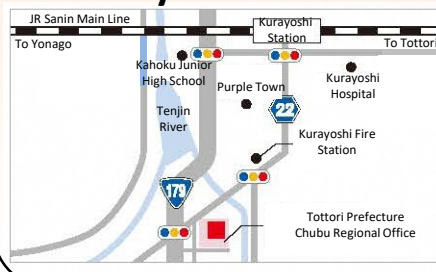 JR Sanin Main Line
Kurayoshi
Station
To Yonago
To Tottori
Kahoku Junior
High School
Purple Town
Kurayoshi
Hospital
22
Tenjin
River
Kurayoshi Fire
Station
179
Tottori Prefecture
Chubu Regional Office